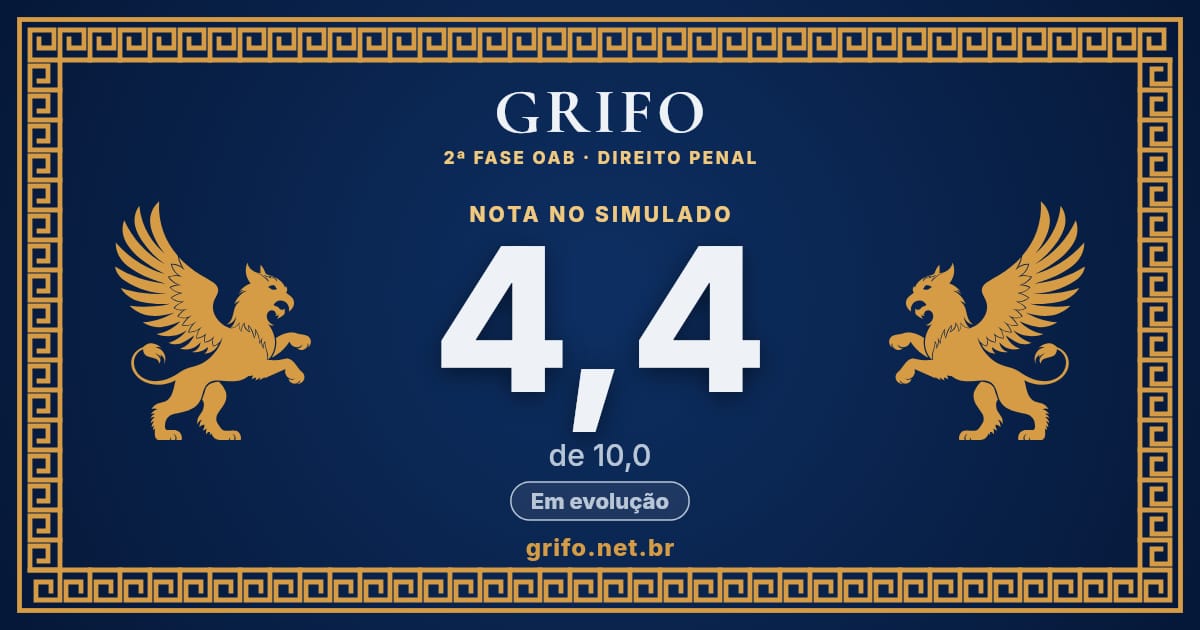 GRIFO
2ª FASE OAB · DIREITO PENAL
NOTA NO SIMULADO
4,4
de 10,0
Em evolução
grifo.net.br